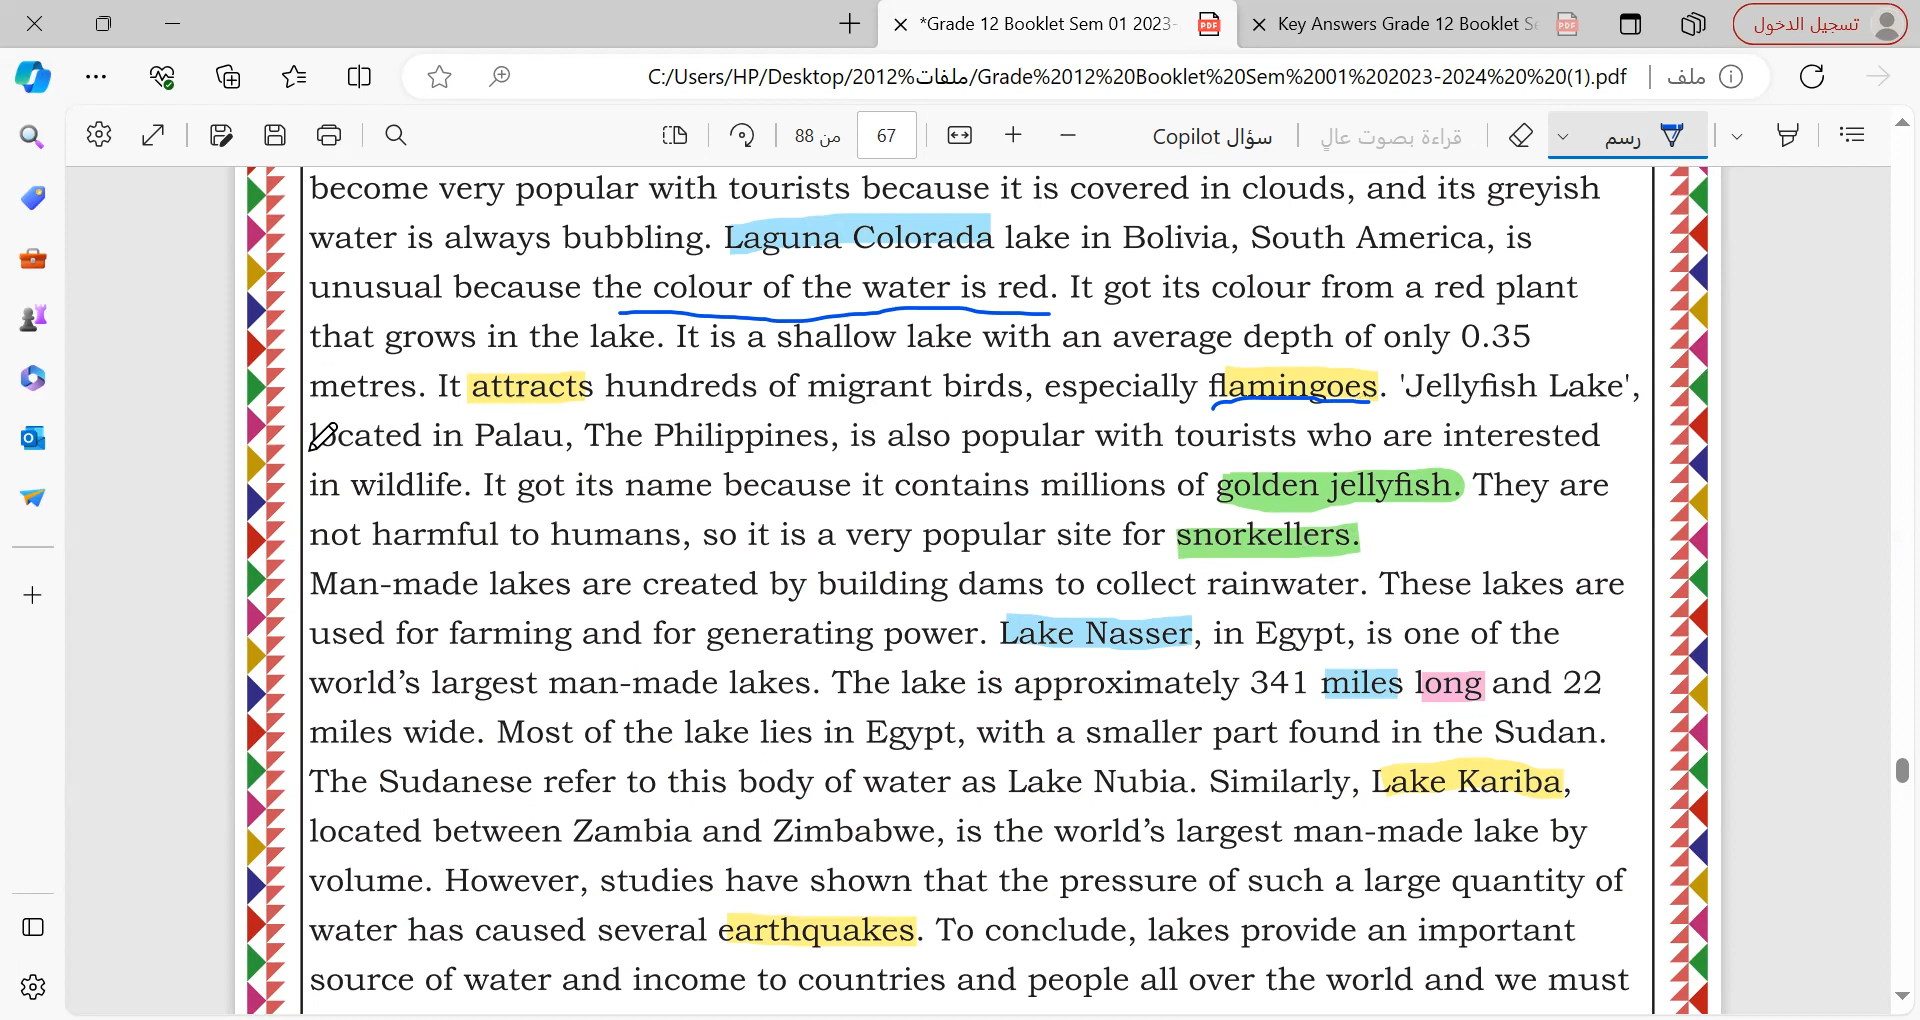 *Grade 12 Booklet Sem 01 2023-
Key Answers Grade 12 Booklet Se
تسجيل الدخول
C:/Users/HP/Desktop/2012%ملفات/Grade%2012%20Booklet%20Sem%2001%202023-2024%20%20(1).pdf
ملف
88 من
67
سؤال Copilot
قراءة بصوت عالٍ
رسم
become very popular with tourists because it is covered in clouds, and its greyish
water is always bubbling. Laguna Colorada lake in Bolivia, South America, is
unusual because the colour of the water is red. It got its colour from a red plant
that grows in the lake. It is a shallow lake with an average depth of only 0.35
metres. It attracts hundreds of migrant birds, especially flamingoes. 'Jellyfish Lake',
located in Palau, The Philippines, is also popular with tourists who are interested
in wildlife. It got its name because it contains millions of golden jellyfish. They are
not harmful to humans, so it is a very popular site for snorkellers.
Man-made lakes are created by building dams to collect rainwater. These lakes are
used for farming and for generating power. Lake Nasser, in Egypt, is one of the
world’s largest man-made lakes. The lake is approximately 341 miles long and 22
miles wide. Most of the lake lies in Egypt, with a smaller part found in the Sudan.
The Sudanese refer to this body of water as Lake Nubia. Similarly, Lake Kariba,
located between Zambia and Zimbabwe, is the world’s largest man-made lake by
volume. However, studies have shown that the pressure of such a large quantity of
water has caused several earthquakes. To conclude, lakes provide an important
source of water and income to countries and people all over the world and we must